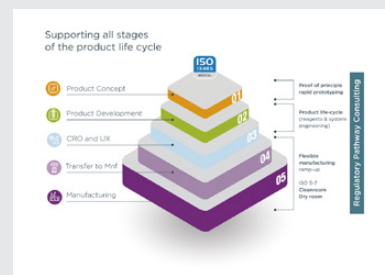 Supporting all stages
of the product life cycle
ISO
13485
Product Concept
Product Development
CRO and UX
Transfer to Mnf
Manufacturing
01
02
03
04
05
Proof of principle
rapid prototyping
Product life-cycle
(reagents & system
engineering)
Flexible
manufacturing
ramp-up
ISO 5-7
Cleanroom
Dry room
Regulatory Pathway Consulting